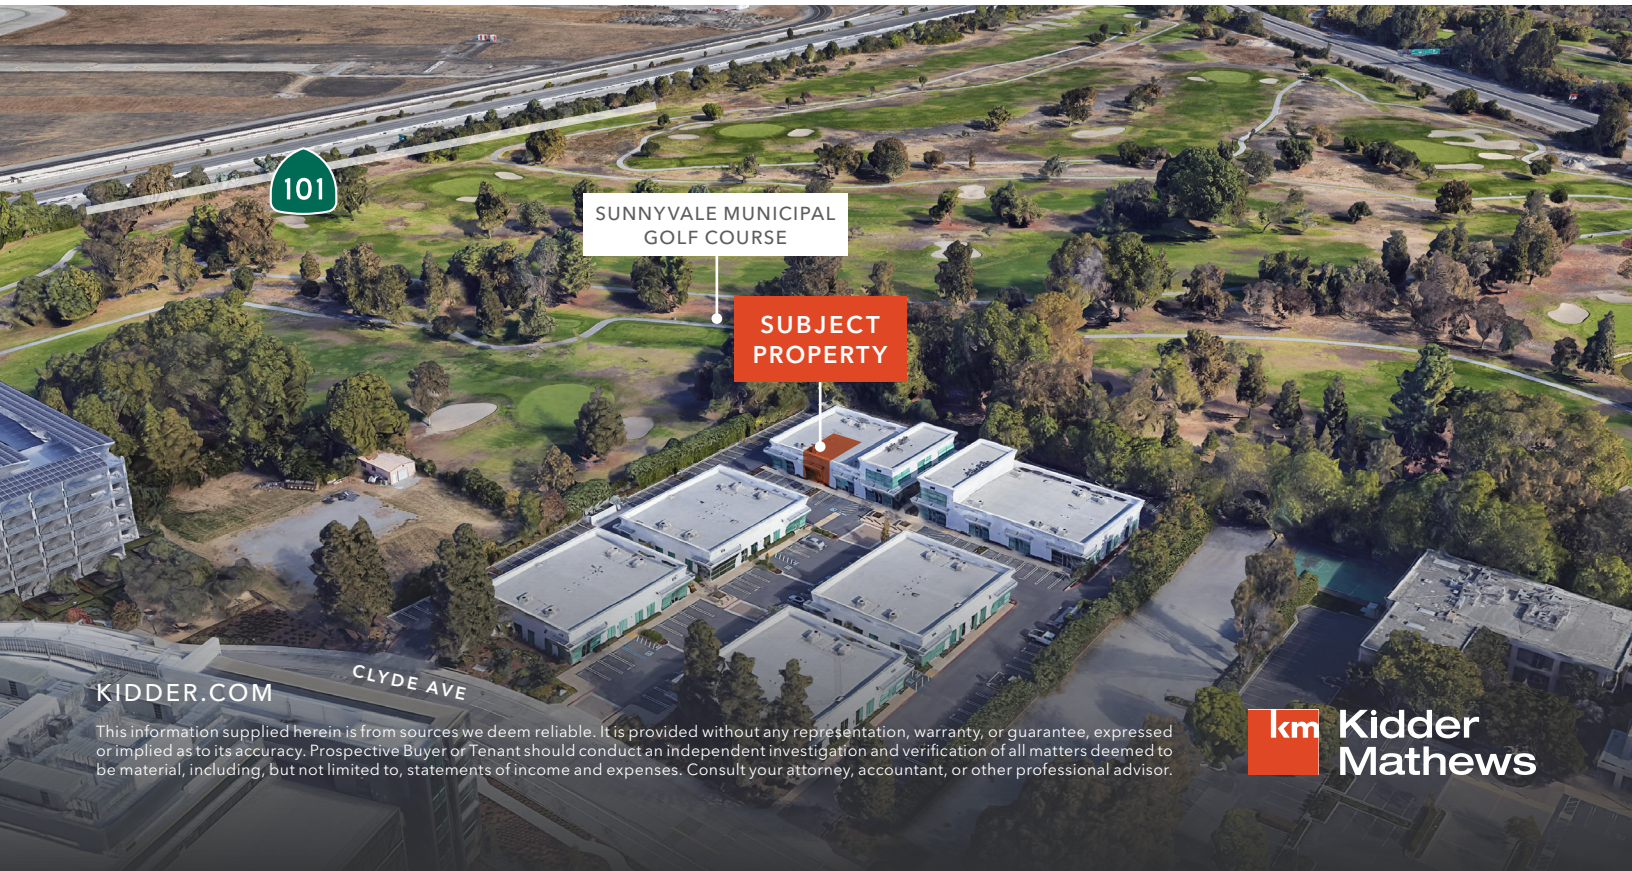 101
SUNNYVALE MUNICIPAL
GOLF COURSE
SUBJECT
PROPERTY
CLYDE AVE
KIDDER.COM
This information supplied herein is from sources we deem reliable. It is provided without any representation, warranty, or guarantee, expressed
or implied as to its accuracy. Prospective Buyer or Tenant should conduct an independent investigation and verification of all matters deemed to
be material, including, but not limited to, statements of income and expenses. Consult your attorney, accountant, or other professional advisor.
km Kidder
Mathews